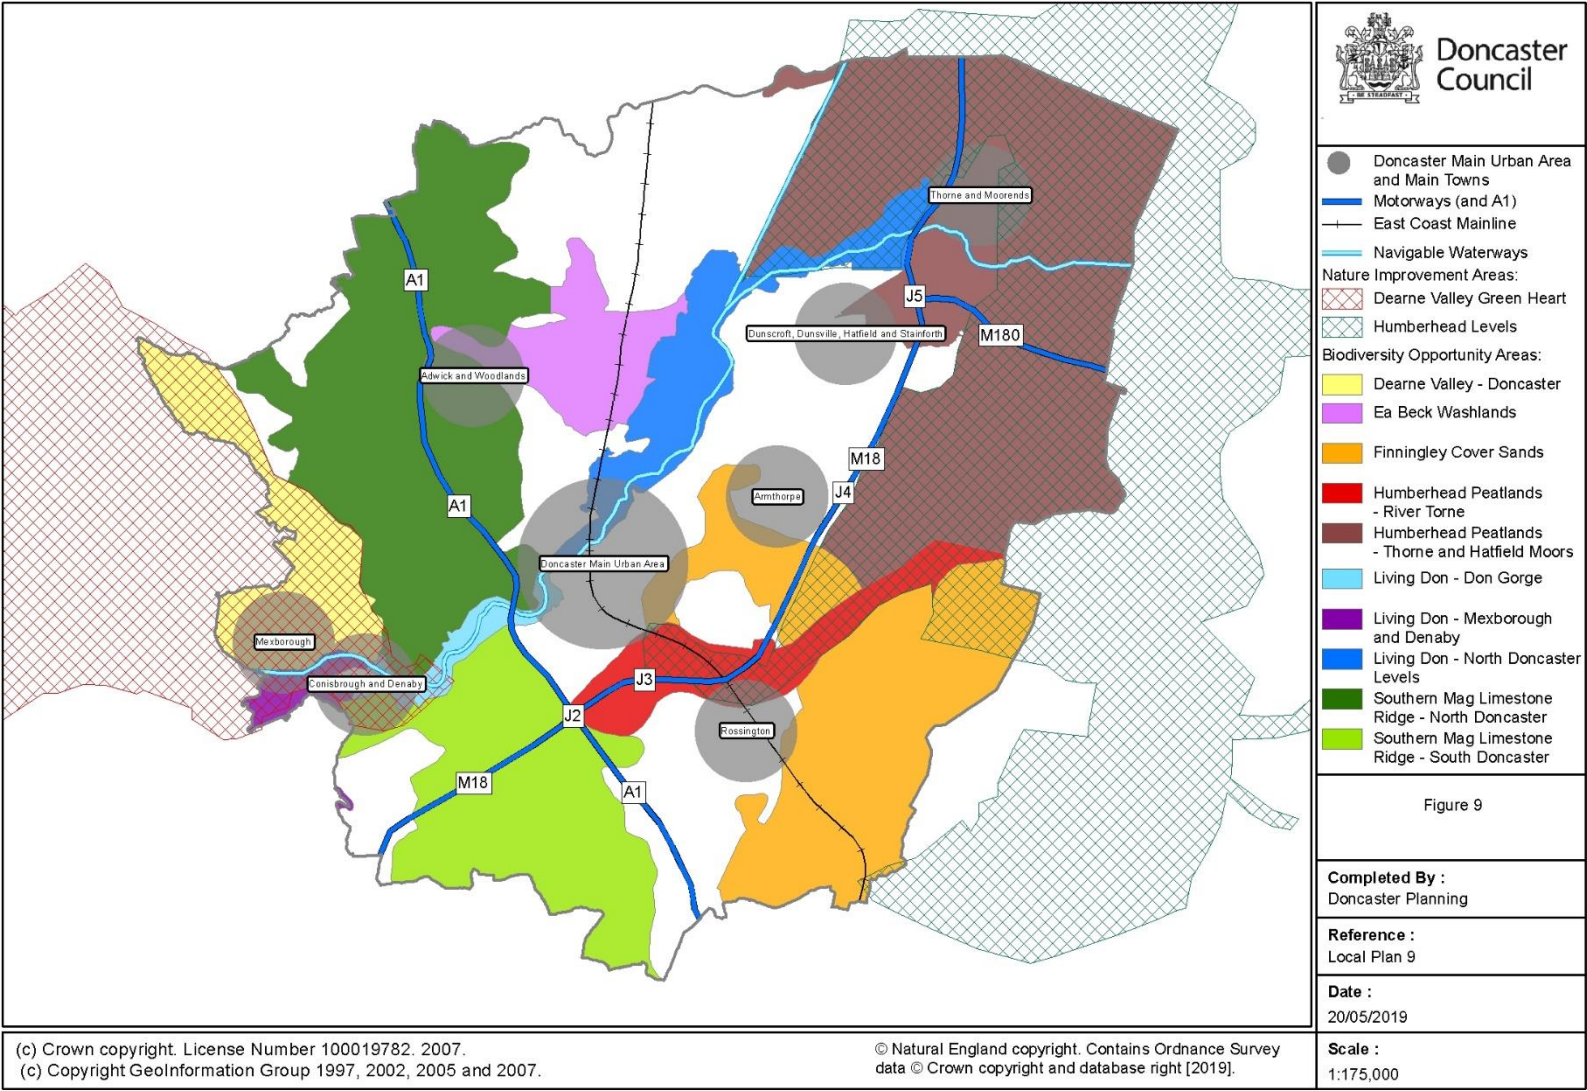 Doncaster
Council
BE STEADFAST
Doncaster Main Urban Area
and Main Towns
Motorways (and A1)
East Coast Mainline
Navigable Waterways
Nature Improvement Areas:
Dearne Valley Green Heart
Humberhead Levels
Biodiversity Opportunity Areas:
Dearne Valley - Doncaster
Ea Beck Washlands
Finningley Cover Sands
Humberhead Peatlands
- River Torne
Humberhead Peatlands
- Thorne and Hatfield Moors
Living Don - Don Gorge
Living Don - Mexborough
and Denaby
Living Don - North Doncaster
Levels
Southern Mag Limestone
Ridge - North Doncaster
Southern Mag Limestone
Ridge - South Doncaster
Figure 9
Completed By :
Doncaster Planning
Reference :
Local Plan 9
Date :
20/05/2019
Scale :
1:175,000
Thorne and Moorends
A1
J5
Dunscroft, Dunsville, Hatfield and Stainforth
M180
Adwick and Woodlands
M18
J4
Armthorpe
A1
Doncaster Main Urban Area
Mexborough
Conisbrough and Denaby
J3
J2
Rossington
M18
A1
(c) Crown copyright. License Number 100019782. 2007.
(c) Copyright GeoInformation Group 1997, 2002, 2005 and 2007.
© Natural England copyright. Contains Ordnance Survey
data © Crown copyright and database right [2019].